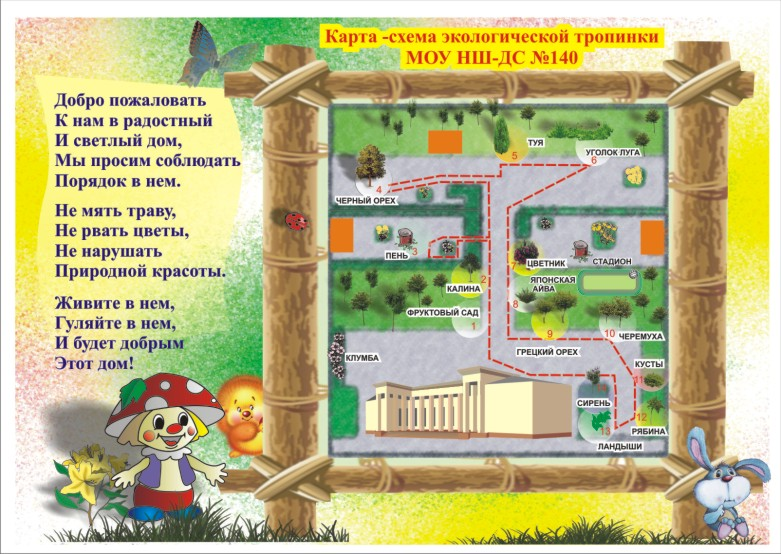 Карта -схема экологической тропинки
МОУ НШ-ДС №140
Добро пожаловать
К нам в радостный
И светлый дом,
Мы просим соблюдать
Порядок в нем.
Не мять траву,
Не рвать цветы,
Не нарушать
Природной красоты.
Живите в нем,
Гуляйте в нем,
И будет добрым
Этот дом!
ТУЯ
5
УГОЛОК ЛУГА
6
4
ЧЕРНЫЙ ОРЕХ
ПЕНЬ
3
7
ЦВЕТНИК
СТАДИОН
2
КАЛИНА
ЯПОНСКАЯ
АЙВА
8
ФРУКТОВЫЙ САД
1
9
10
ЧЕРЕМУХА
ГРЕЦКИЙ ОРЕХ
КЛУМБА
КУСТЫ
11
СИРЕНЬ
12
13
РЯБИНА
ЛАНДЫШИ